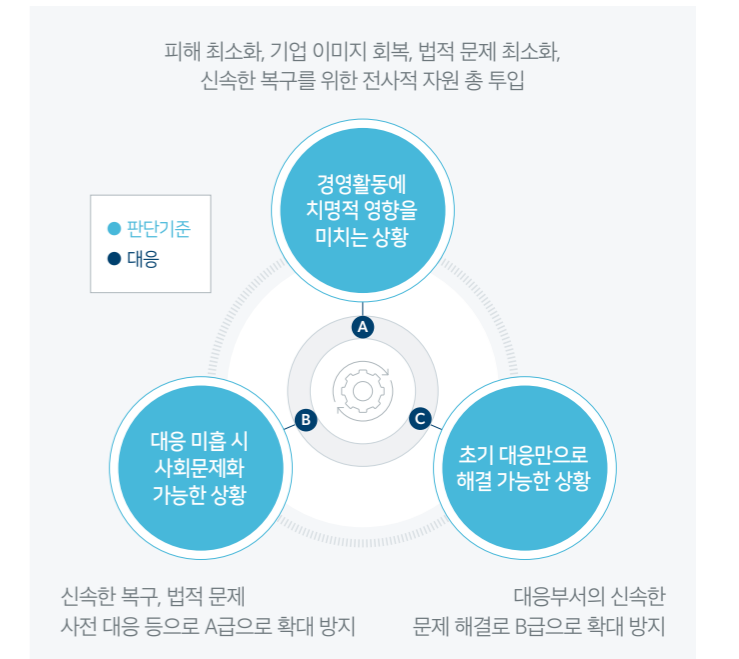 피해 최소화, 기업 이미지 회복, 법적 문제 최소화,
신속한 복구를 위한 전사적 자원 총 투입
경영활동에
치명적 영향을
미치는 상황
판단기준
대응
A
B
C
대응 미흡 시
사회문제화
가능한 상황
초기 대응만으로
해결 가능한 상황
신속한 복구, 법적 문제
사전 대응 등으로 A급으로 확대 방지
대응부서의 신속한
문제 해결로 B급으로 확대 방지